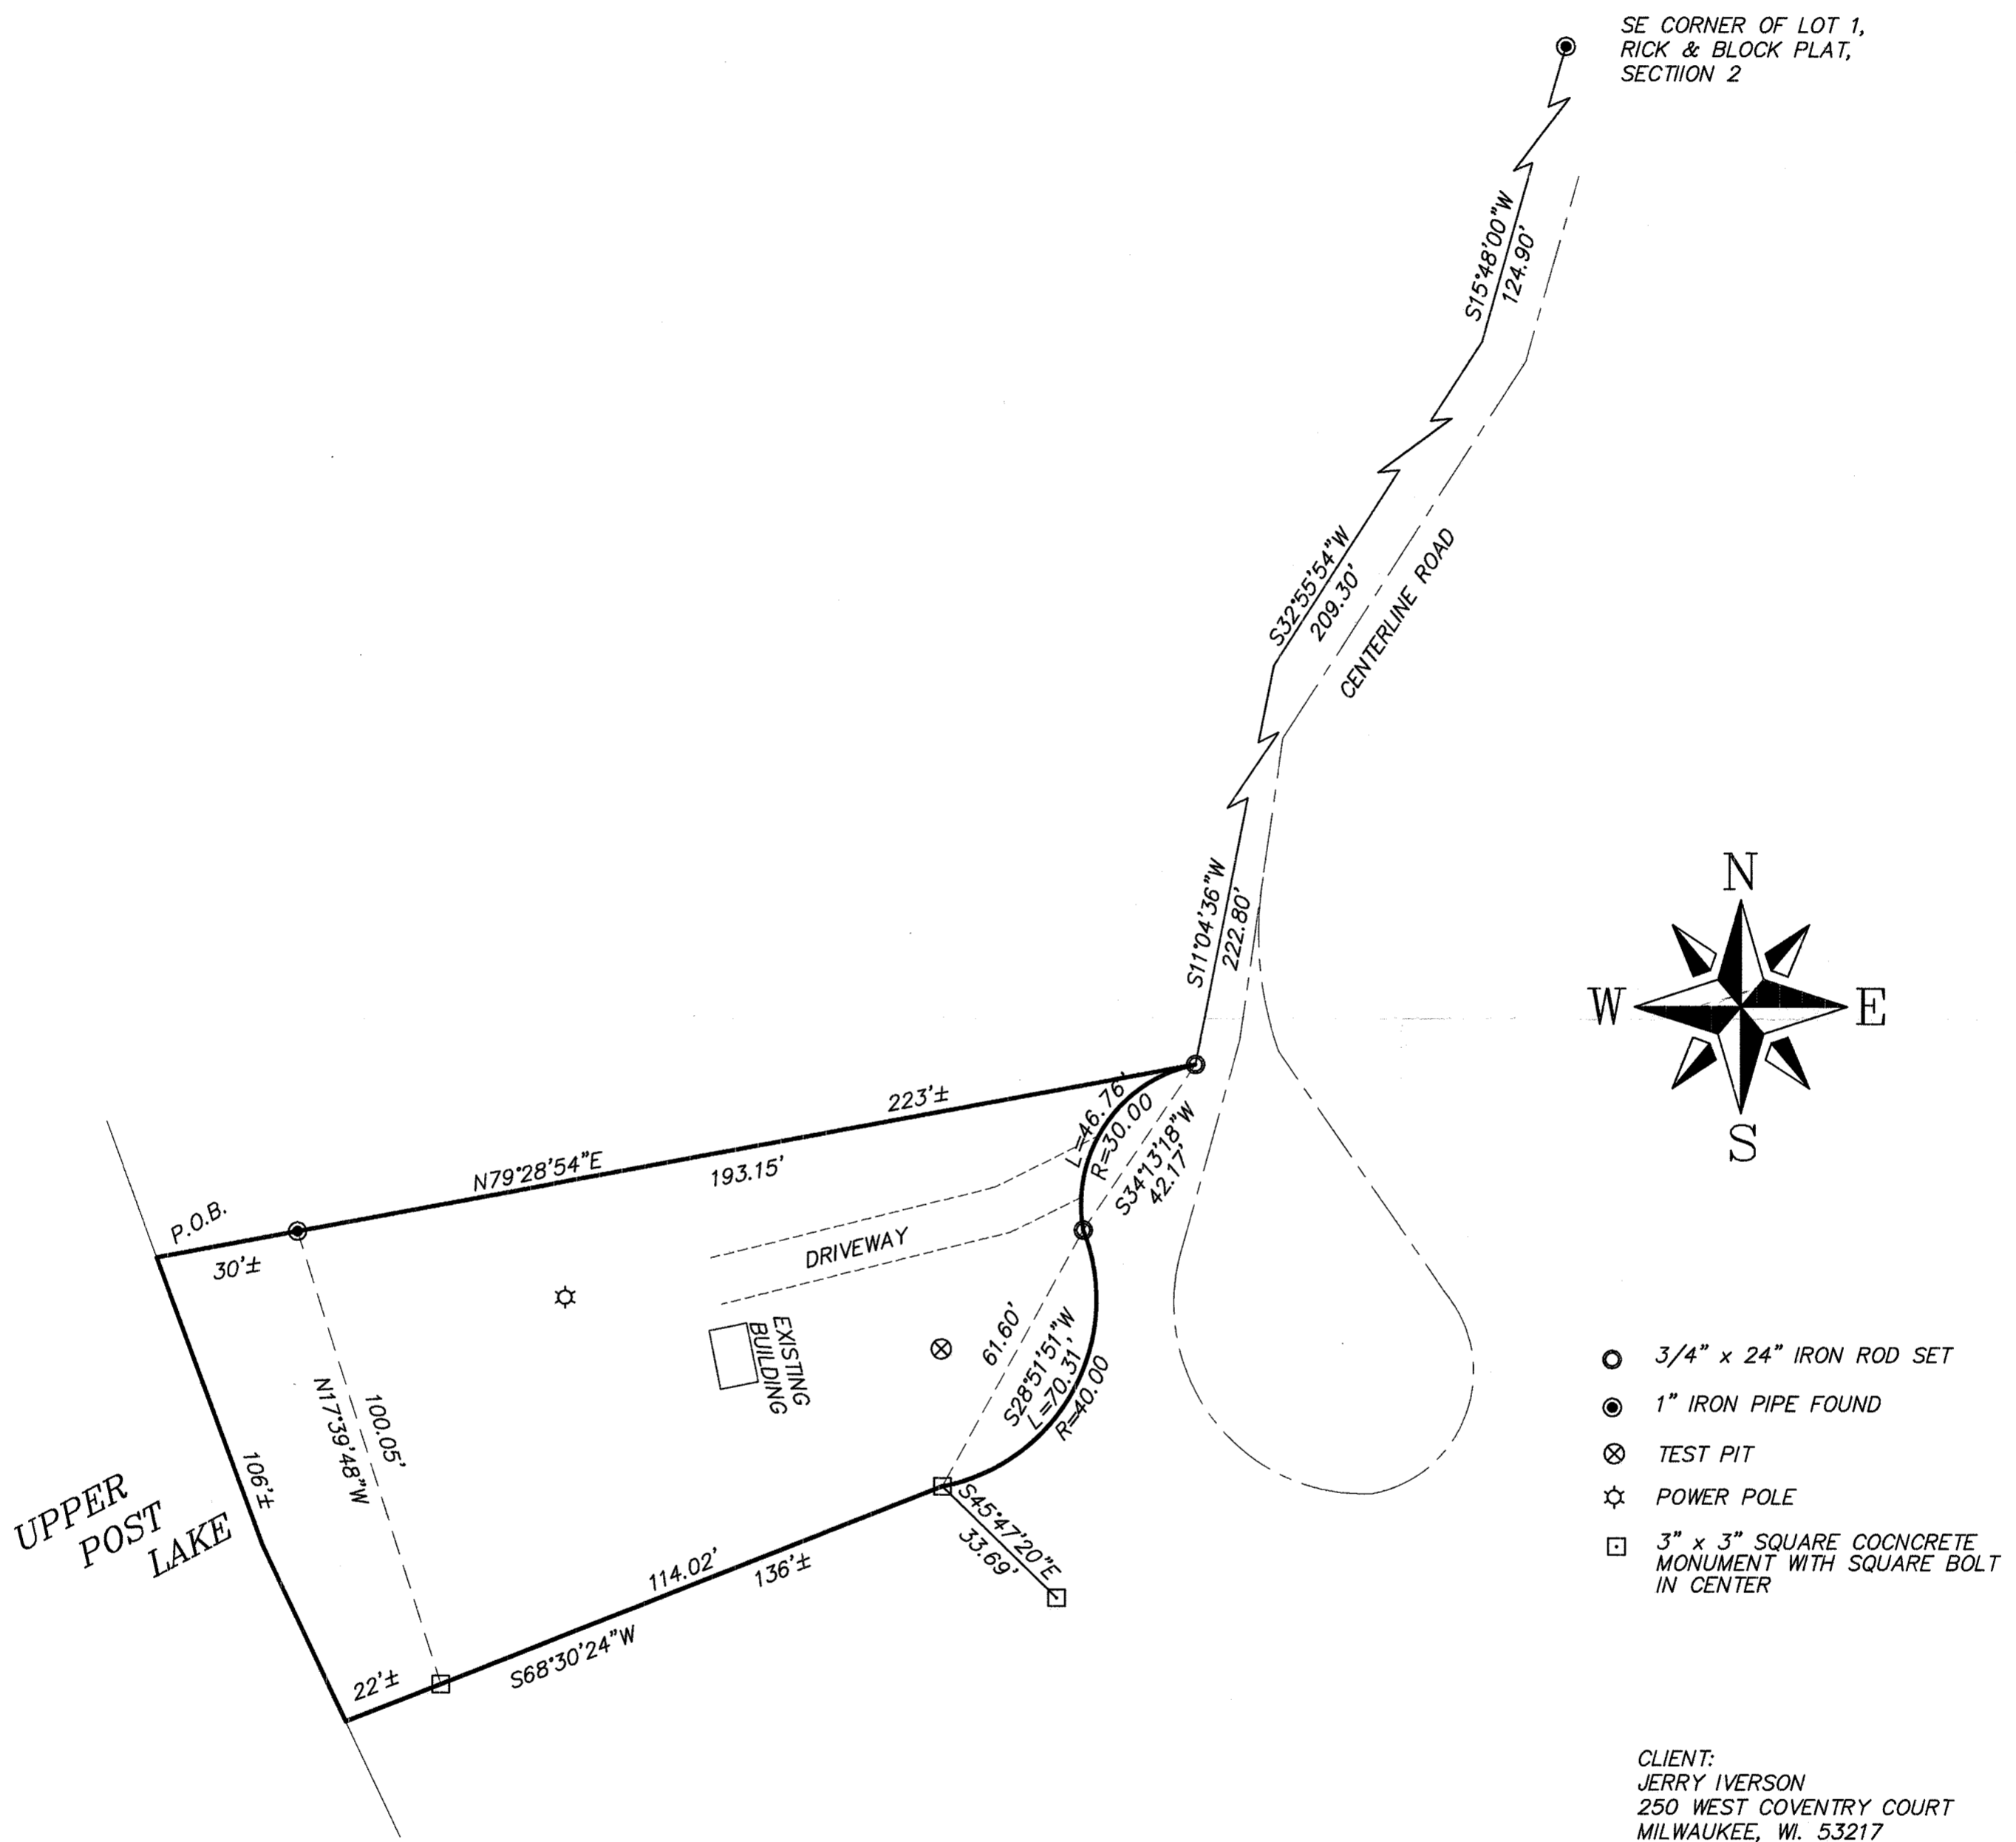 SE CORNER OF LOT 1,
RICK & BLOCK PLAT,
SECTIION 2
S15°48'00"W
124.90'
S32°55'54"W
209.30'
CENTERLINE ROAD
S11°04'36"W
222.80'
N
W
E
S
223'±
N79°28'54"E
193.15'
L=46.76'
R=30.00
S34°13'18"W
42.17'
P.O.B.
30'±
DRIVEWAY
EXISTING
BUILDING
61.60'
S28°51'51"W
L=70.31'
R=40.00
100.05'
N17°39'48"W
106'±
UPPER
POST
LAKE
S45°47'20"E
33.69'
114.02'
136'±
S68°30'24"W
22'±
3/4" x 24" IRON ROD SET
1" IRON PIPE FOUND
TEST PIT
POWER POLE
3" x 3" SQUARE COCNCRETE
MONUMENT WITH SQUARE BOLT
IN CENTER
CLIENT:
JERRY IVERSON
250 WEST COVENTRY COURT
MILWAUKEE, WI. 53217